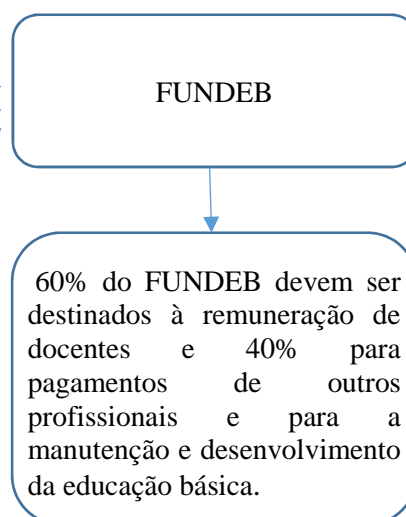 FUNDEB
60% do FUNDEB devem ser
destinados à remuneração de
docentes e 40% para
pagamentos de outros
profissionais e para a
manutenção e desenvolvimento
da educação básica.